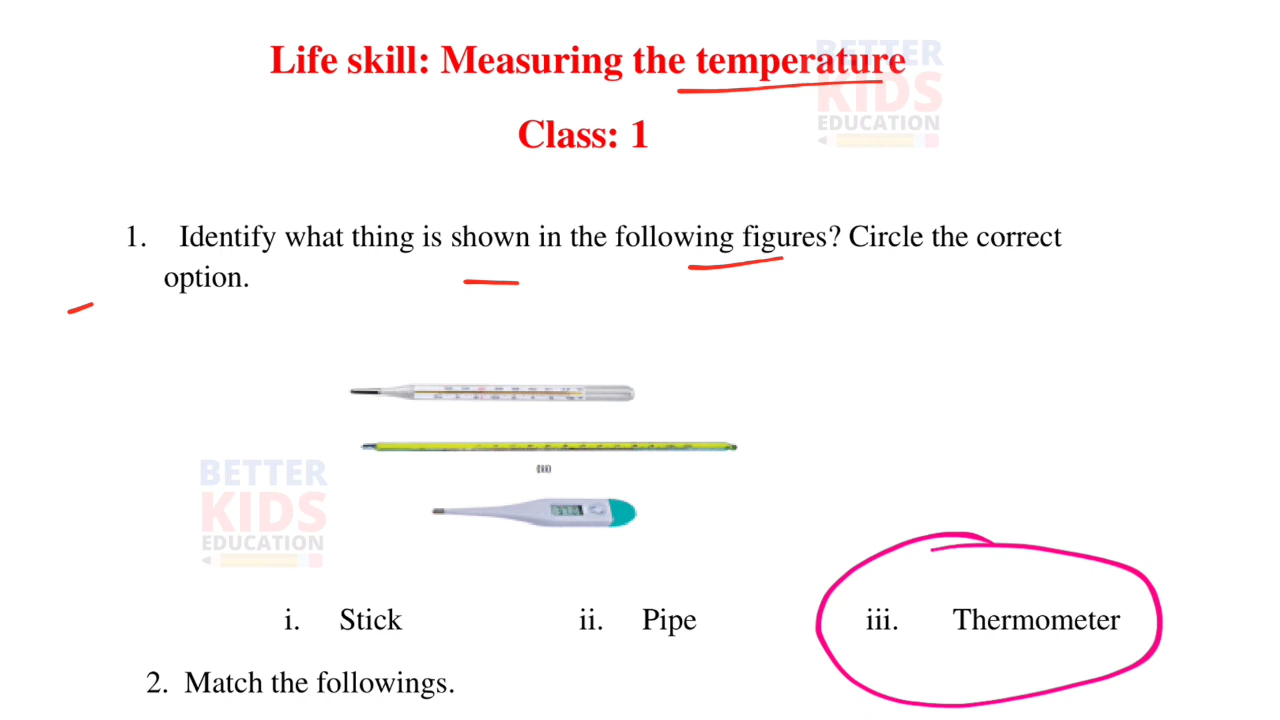 Life skill: Measuring the temperature
BETTER
KIDS
EDUCATION
Class: 1
1. Identify what thing is shown in the following figures? Circle the correct
option.
BETTER
KIDS
EDUCATION
i. Stick ii. Pipe iii. Thermometer
2. Match the followings.